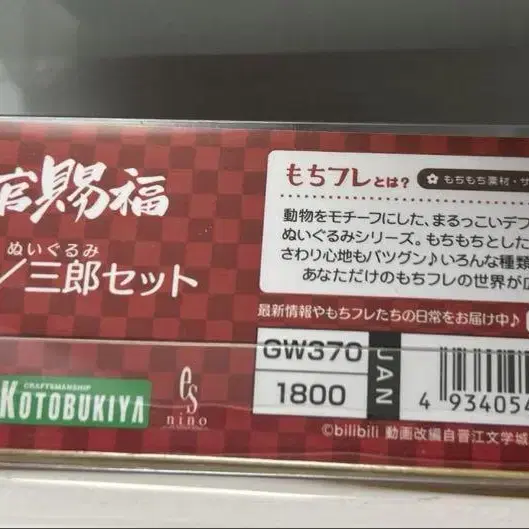 官賜福
ぬいぐるみ
／三郎セット
もちフレとは?
✿ もちもち素材・サ
動物をモチーフにした、まるっこいデフ
ぬいぐるみシリーズ。もちもちとした
さわり心地もバツグン♪いろんな種類
あなただけのもちフレの世界が広
最新情報やもちフレたちの日常をお届け中♪
GW370
1800
JAN
4 934054
CRAFTSMANSHIP
KOTOBUKIYA
es
nino
©bilibili 動画改編自晋江文学城